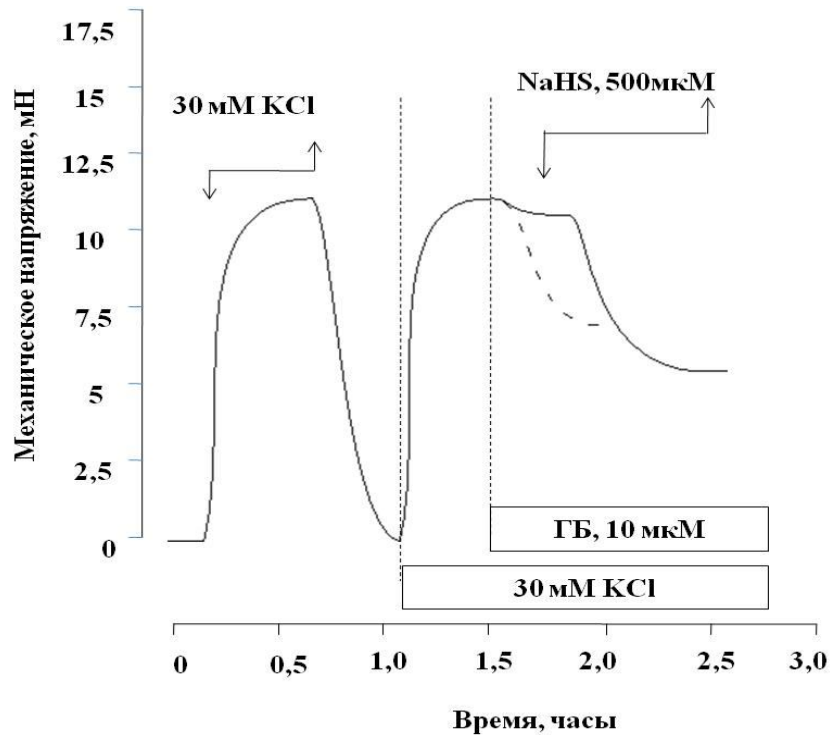 17,5
15
12,5
10
7,5
5
2,5
0
Механическое напряжение, мН
30 мМ KCl
NaHS, 500мкМ
ГБ, 10 мкМ
30 мМ KCl
0 0,5 1,0 1,5 2,0 2,5 3,0
Время, часы